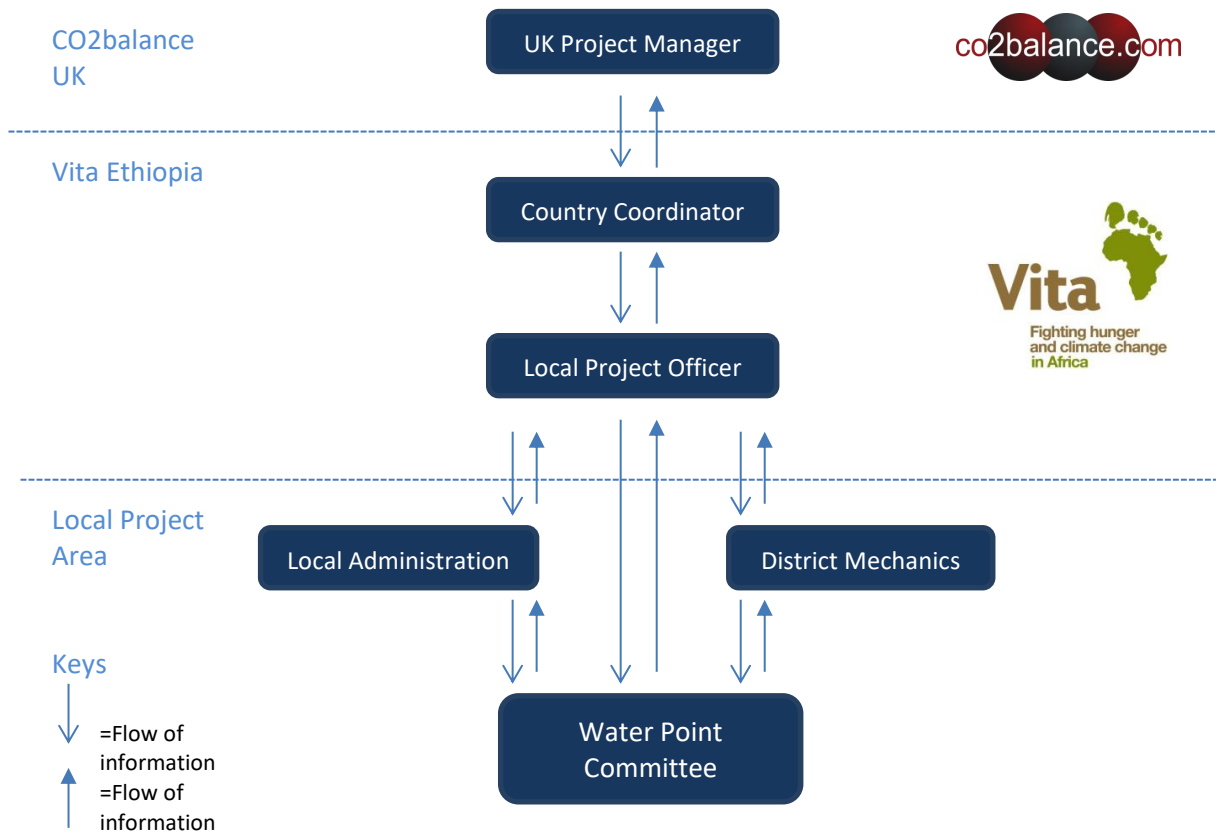 CO2balance
UK
UK Project Manager
co2balance.com
Vita Ethiopia
Country Coordinator
Vita
Fighting hunger
and climate change
in Africa
Local Project Officer
Local Project
Area
Local Administration
District Mechanics
Keys
=Flow of
information
=Flow of
information
Water Point
Committee